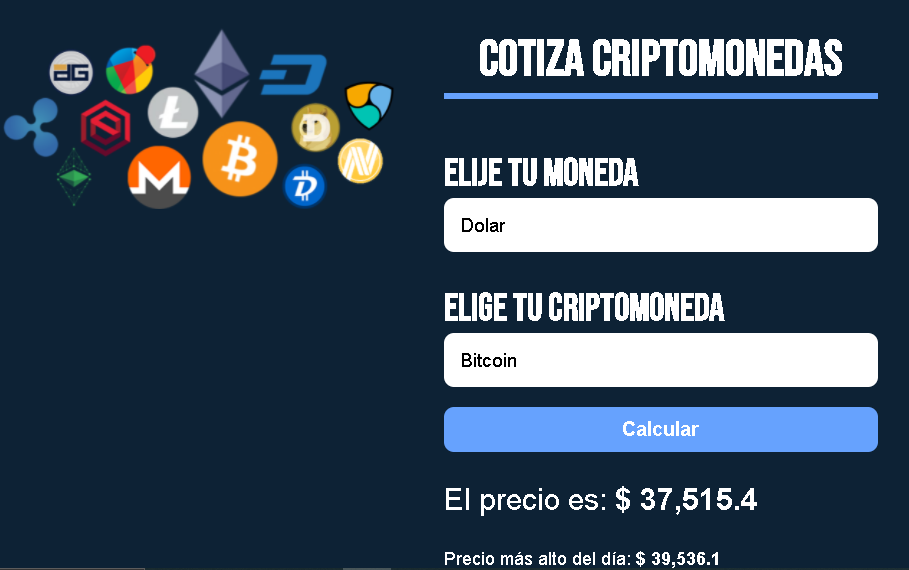 COTIZA CRIPTOMONEDAS
ELIJE TU MONEDA
Dolar
ELIGE TU CRIPTOMONEDA
Bitcoin
Calcular
El precio es: $ 37,515.4
Precio más alto del día: $ 39,536.1